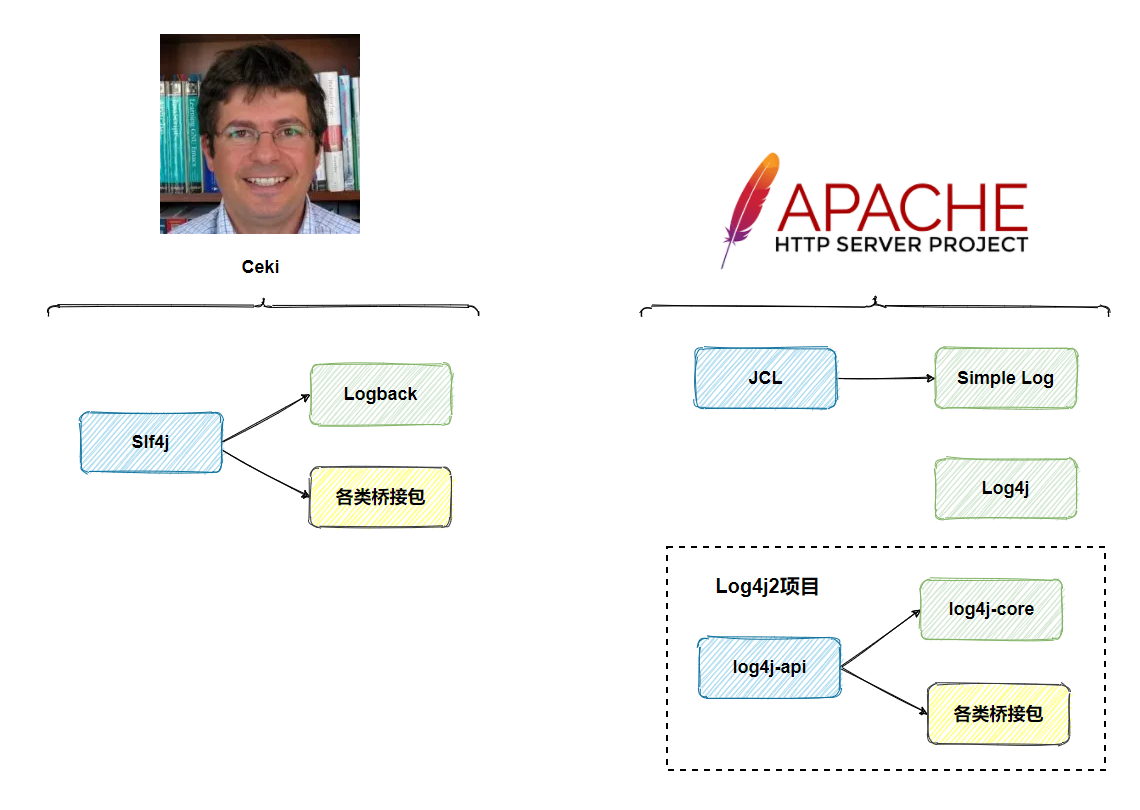 Ceki
Slf4j
Logback
各类桥接包
APACHE
HTTP SERVER PROJECT
JCL
Simple Log
Log4j
Log4j2项目
log4j-api
log4j-core
各类桥接包